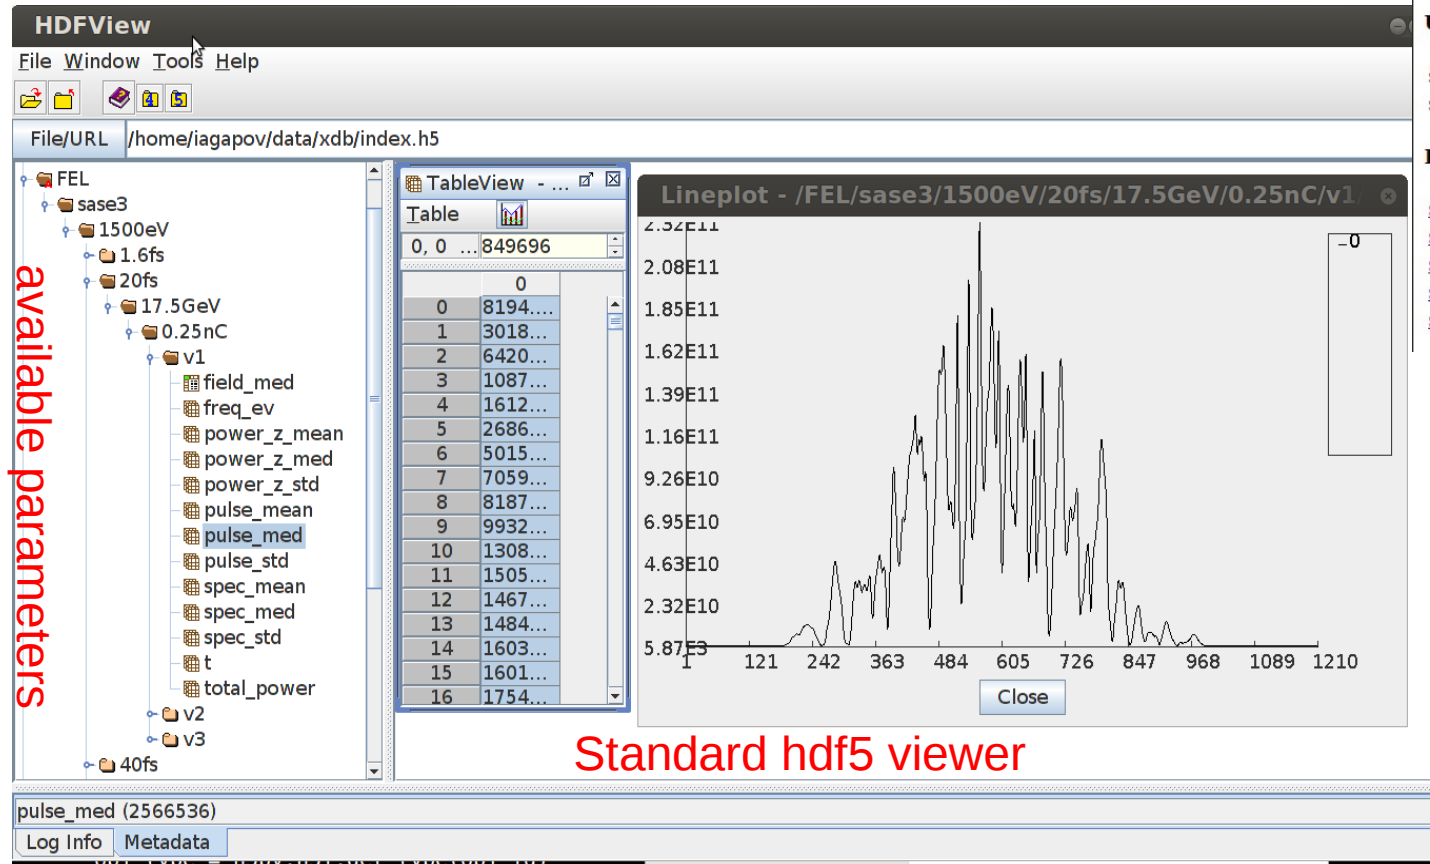 HDFView
File Window Tools Help
File/URL /home/iagapov/data/xdb/index.h5
FEL
sase3
1500eV
1.6fs
20fs
17.5GeV
0.25nC
v1
field_med
freq_ev
power_z_mean
power_z_med
power_z_std
pulse_mean
pulse_med
pulse_std
spec_mean
spec_med
spec_std
t
total_power
v2
v3
40fs
available parameters
TableView - ...
Table
0, 0 ... 849696
0
0 8194....
1 3018...
2 6420...
3 1087...
4 1612...
5 2686...
6 5015...
7 7059...
8 8187...
9 9932...
10 1308...
11 1505...
12 1467...
13 1484...
14 1603...
15 1601...
16 1754...
Lineplot - /FEL/sase3/1500eV/20fs/17.5GeV/0.25nC/v1/
2.32E11
2.08E11
1.85E11
1.62E11
1.39E11
1.16E11
9.26E10
6.95E10
4.63E10
2.32E10
5.87E3
1 121 242 363 484 605 726 847 968 1089 1210
0
Close
Standard hdf5 viewer
pulse_med (2566536)
Log Info Metadata